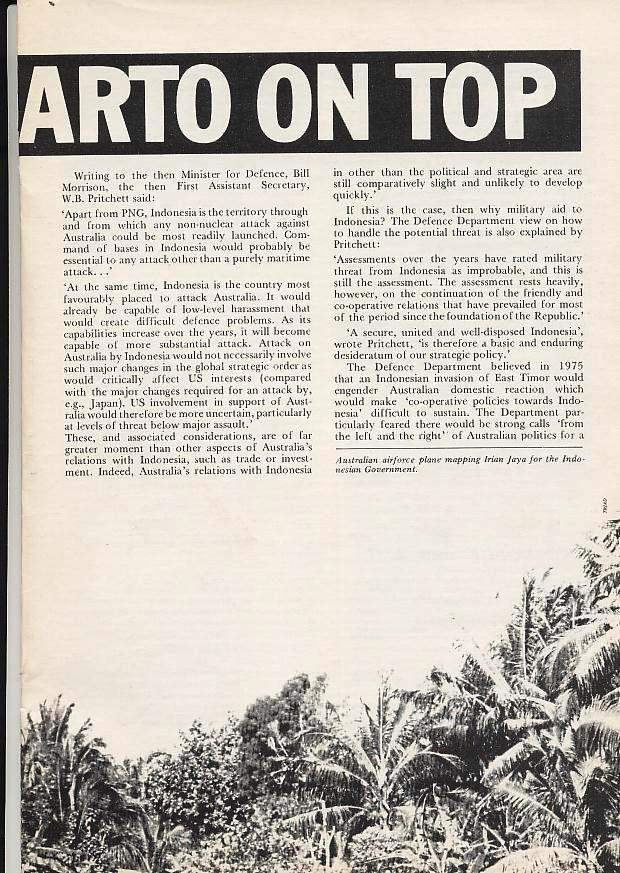 ARTO ON TOP
Writing to the then Minister for Defence, Bill
Morrison, the then First Assistant Secretary,
W.B. Pritchett said:
‘Apart from PNG, Indonesia is the territory through
and from which any non-nuclear attack against
Australia could be most readily launched. Com-
mand of bases in Indonesia would probably be
essential to any attack other than a purely maritime
attack. . .’
‘At the same time, Indonesia is the country most
favourably placed to attack Australia. It would
already be capable of low-level harassment that
would create difficult defence problems. As its
capabilities increase over the years, it will become
capable of more substantial attack. Attack on
Australia by Indonesia would not necessarily involve
such major changes in the global strategic order as
would critically affect US interests (compared
with the major changes required for an attack by,
e.g., Japan). US involvement in support of Aust-
ralia would therefore be more uncertain, particularly
at levels of threat below major assault.’
These, and associated considerations, are of far
greater moment than other aspects of Australia’s
relations with Indonesia, such as trade or invest-
ment. Indeed, Australia’s relations with Indonesia
in other than the political and strategic area are
still comparatively slight and unlikely to develop
quickly.’
If this is the case, then why military aid to
Indonesia? The Defence Department view on how
to handle the potential threat is also explained by
Pritchett:
‘Assessments over the years have rated military
threat from Indonesia as improbable, and this is
still the assessment. The assessment rests heavily,
however, on the continuation of the friendly and
co-operative relations that have prevailed for most
of the period since the foundation of the Republic.’
‘A secure, united and well-disposed Indonesia’,
wrote Pritchett, ‘is therefore a basic and enduring
desideratum of our strategic policy.’
The Defence Department believed in 1975
that an Indonesian invasion of East Timor would
engender Australian domestic reaction which
would make ‘co-operative policies towards Indo-
nesia’ difficult to sustain. The Department par-
ticularly feared there would be strong calls ‘from
the left and the right’ of Australian politics for a
Australian airforce plane mapping Irian Jaya for the Indo-
nesian Government.